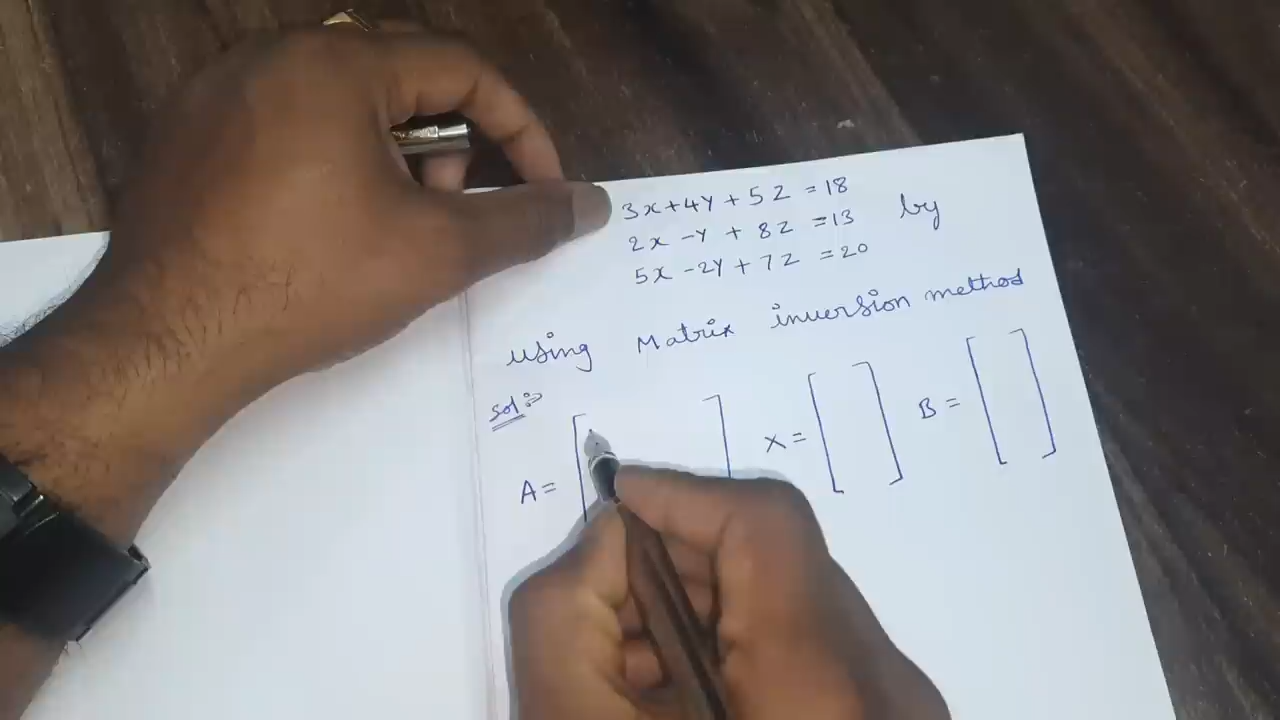 3x+4y+5z =18
2x -y + 8z =13 by
5x -2y + 7z =20
using Matrix inversion method
sol:-
A= x= B=